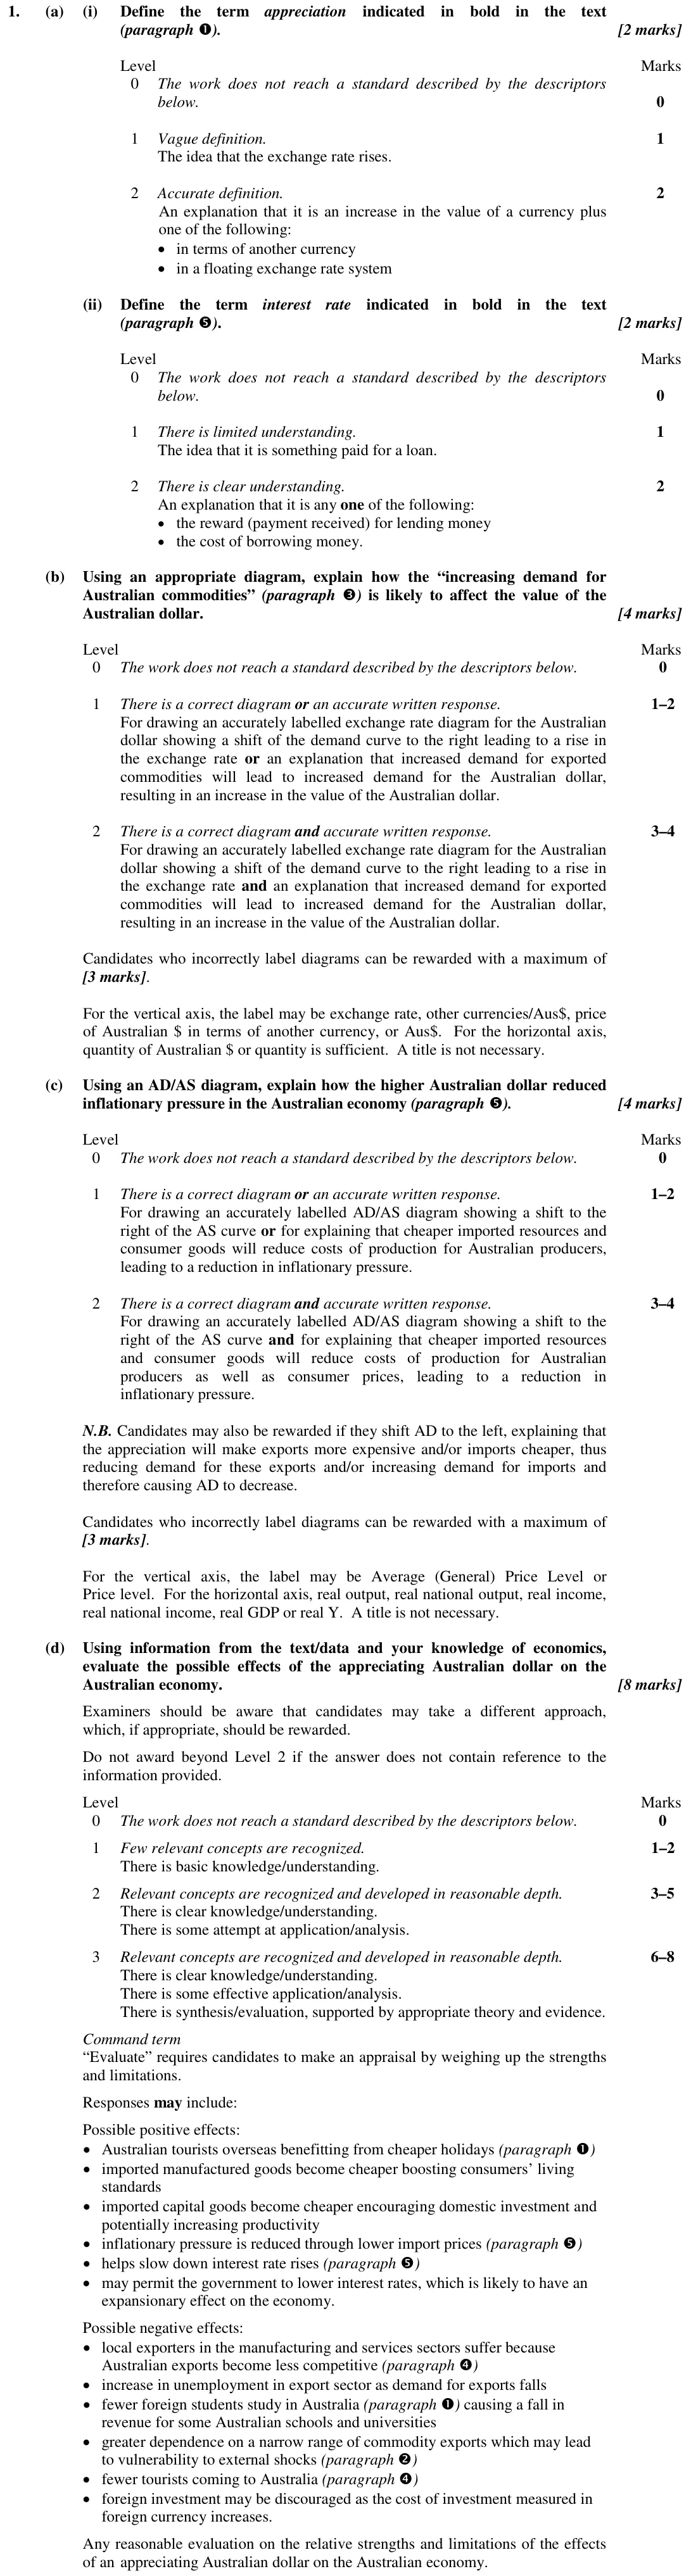 1. (a) (i) Define the term appreciation indicated in bold in the text
(paragraph ❶). [2 marks]
Level Marks
0 The work does not reach a standard described by the descriptors
below. 0
1 Vague definition. 1
The idea that the exchange rate rises.
2 Accurate definition. 2
An explanation that it is an increase in the value of a currency plus
one of the following:
• in terms of another currency
• in a floating exchange rate system
(ii) Define the term interest rate indicated in bold in the text
(paragraph ❺). [2 marks]
Level Marks
0 The work does not reach a standard described by the descriptors
below. 0
1 There is limited understanding. 1
The idea that it is something paid for a loan.
2 There is clear understanding. 2
An explanation that it is any one of the following:
• the reward (payment received) for lending money
• the cost of borrowing money.
(b) Using an appropriate diagram, explain how the “increasing demand for
Australian commodities” (paragraph ❸) is likely to affect the value of the
Australian dollar. [4 marks]
Level Marks
0 The work does not reach a standard described by the descriptors below. 0
1 There is a correct diagram or an accurate written response. 1–2
For drawing an accurately labelled exchange rate diagram for the Australian
dollar showing a shift of the demand curve to the right leading to a rise in
the exchange rate or an explanation that increased demand for exported
commodities will lead to increased demand for the Australian dollar,
resulting in an increase in the value of the Australian dollar.
2 There is a correct diagram and accurate written response. 3–4
For drawing an accurately labelled exchange rate diagram for the Australian
dollar showing a shift of the demand curve to the right leading to a rise in
the exchange rate and an explanation that increased demand for exported
commodities will lead to increased demand for the Australian dollar,
resulting in an increase in the value of the Australian dollar.
Candidates who incorrectly label diagrams can be rewarded with a maximum of
[3 marks].
For the vertical axis, the label may be exchange rate, other currencies/Aus$, price
of Australian $ in terms of another currency, or Aus$. For the horizontal axis,
quantity of Australian $ or quantity is sufficient. A title is not necessary.
(c) Using an AD/AS diagram, explain how the higher Australian dollar reduced
inflationary pressure in the Australian economy (paragraph ❺). [4 marks]
Level Marks
0 The work does not reach a standard described by the descriptors below. 0
1 There is a correct diagram or an accurate written response. 1–2
For drawing an accurately labelled AD/AS diagram showing a shift to the
right of the AS curve or for explaining that cheaper imported resources and
consumer goods will reduce costs of production for Australian producers,
leading to a reduction in inflationary pressure.
2 There is a correct diagram and accurate written response. 3–4
For drawing an accurately labelled AD/AS diagram showing a shift to the
right of the AS curve and for explaining that cheaper imported resources
and consumer goods will reduce costs of production for Australian
producers as well as consumer prices, leading to a reduction in
inflationary pressure.
N.B. Candidates may also be rewarded if they shift AD to the left, explaining that
the appreciation will make exports more expensive and/or imports cheaper, thus
reducing demand for these exports and/or increasing demand for imports and
therefore causing AD to decrease.
Candidates who incorrectly label diagrams can be rewarded with a maximum of
[3 marks].
For the vertical axis, the label may be Average (General) Price Level or
Price level. For the horizontal axis, real output, real national output, real income,
real national income, real GDP or real Y. A title is not necessary.
(d) Using information from the text/data and your knowledge of economics,
evaluate the possible effects of the appreciating Australian dollar on the
Australian economy. [8 marks]
Examiners should be aware that candidates may take a different approach,
which, if appropriate, should be rewarded.
Do not award beyond Level 2 if the answer does not contain reference to the
information provided.
Level Marks
0 The work does not reach a standard described by the descriptors below. 0
1 Few relevant concepts are recognized. 1–2
There is basic knowledge/understanding.
2 Relevant concepts are recognized and developed in reasonable depth. 3–5
There is clear knowledge/understanding.
There is some attempt at application/analysis.
3 Relevant concepts are recognized and developed in reasonable depth. 6–8
There is clear knowledge/understanding.
There is some effective application/analysis.
There is synthesis/evaluation, supported by appropriate theory and evidence.
Command term
“Evaluate” requires candidates to make an appraisal by weighing up the strengths
and limitations.
Responses may include:
Possible positive effects:
• Australian tourists overseas benefitting from cheaper holidays (paragraph ❶)
• imported manufactured goods become cheaper boosting consumers’ living
standards
• imported capital goods become cheaper encouraging domestic investment and
potentially increasing productivity
• inflationary pressure is reduced through lower import prices (paragraph ❺)
• helps slow down interest rate rises (paragraph ❺)
• may permit the government to lower interest rates, which is likely to have an
expansionary effect on the economy.
Possible negative effects:
• local exporters in the manufacturing and services sectors suffer because
Australian exports become less competitive (paragraph ❹)
• increase in unemployment in export sector as demand for exports falls
• fewer foreign students study in Australia (paragraph ❶) causing a fall in
revenue for some Australian schools and universities
• greater dependence on a narrow range of commodity exports which may lead
to vulnerability to external shocks (paragraph ❷)
• fewer tourists coming to Australia (paragraph ❹)
• foreign investment may be discouraged as the cost of investment measured in
foreign currency increases.
Any reasonable evaluation on the relative strengths and limitations of the effects
of an appreciating Australian dollar on the Australian economy.